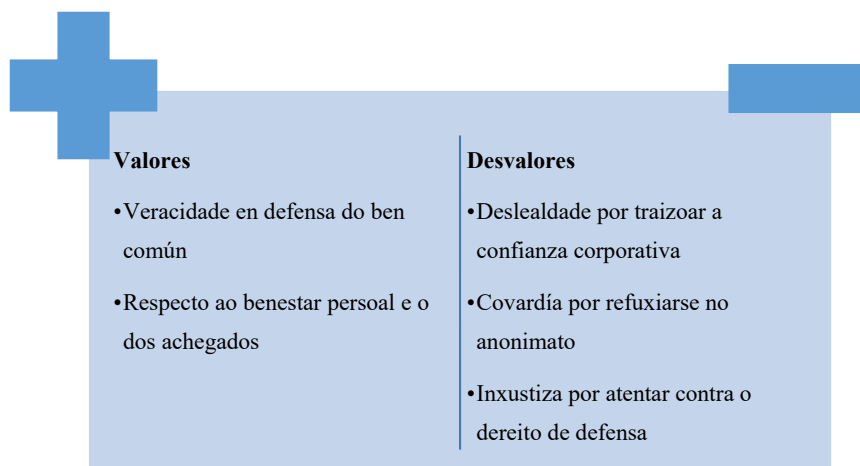 Valores
•Veracidade en defensa do ben
común
•Respecto ao benestar persoal e o
dos achegados
Desvalores
•Deslealdade por traizoar a
confianza corporativa
•Covardía por refuxiarse no
anonimato
•Inxustiza por atentar contra o
dereito de defensa